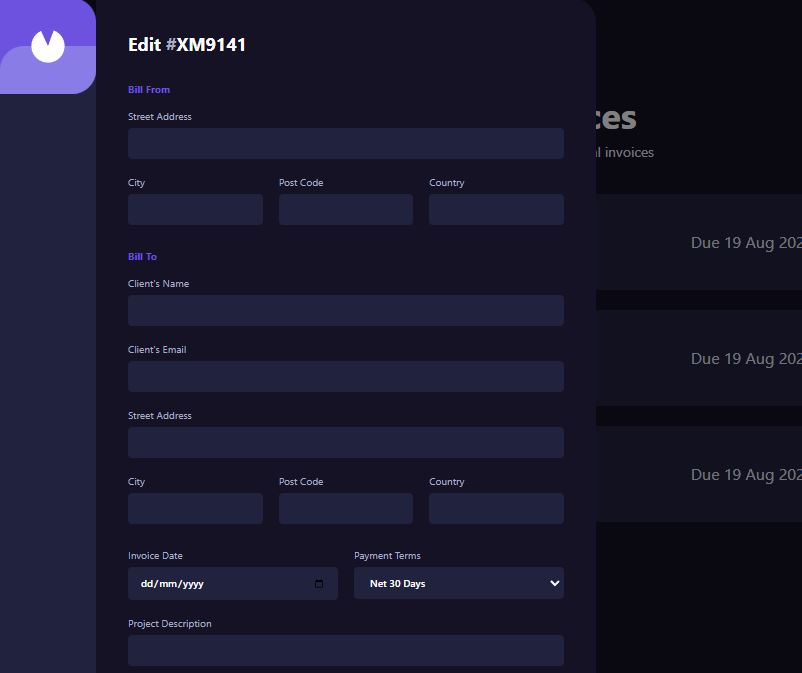 Edit #XM9141
Bill From
Street Address
City Post Code Country
Bill To
Client's Name
Client's Email
Street Address
City Post Code Country
Invoice Date Payment Terms
dd/mm/yyyy Net 30 Days
Project Description
ces
l invoices
Due 19 Aug 202
Due 19 Aug 202
Due 19 Aug 202